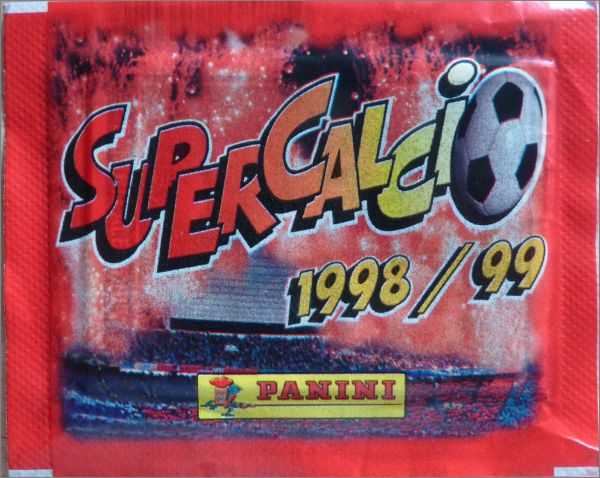 SUPERCALCIO
1998 / 99
PANINI